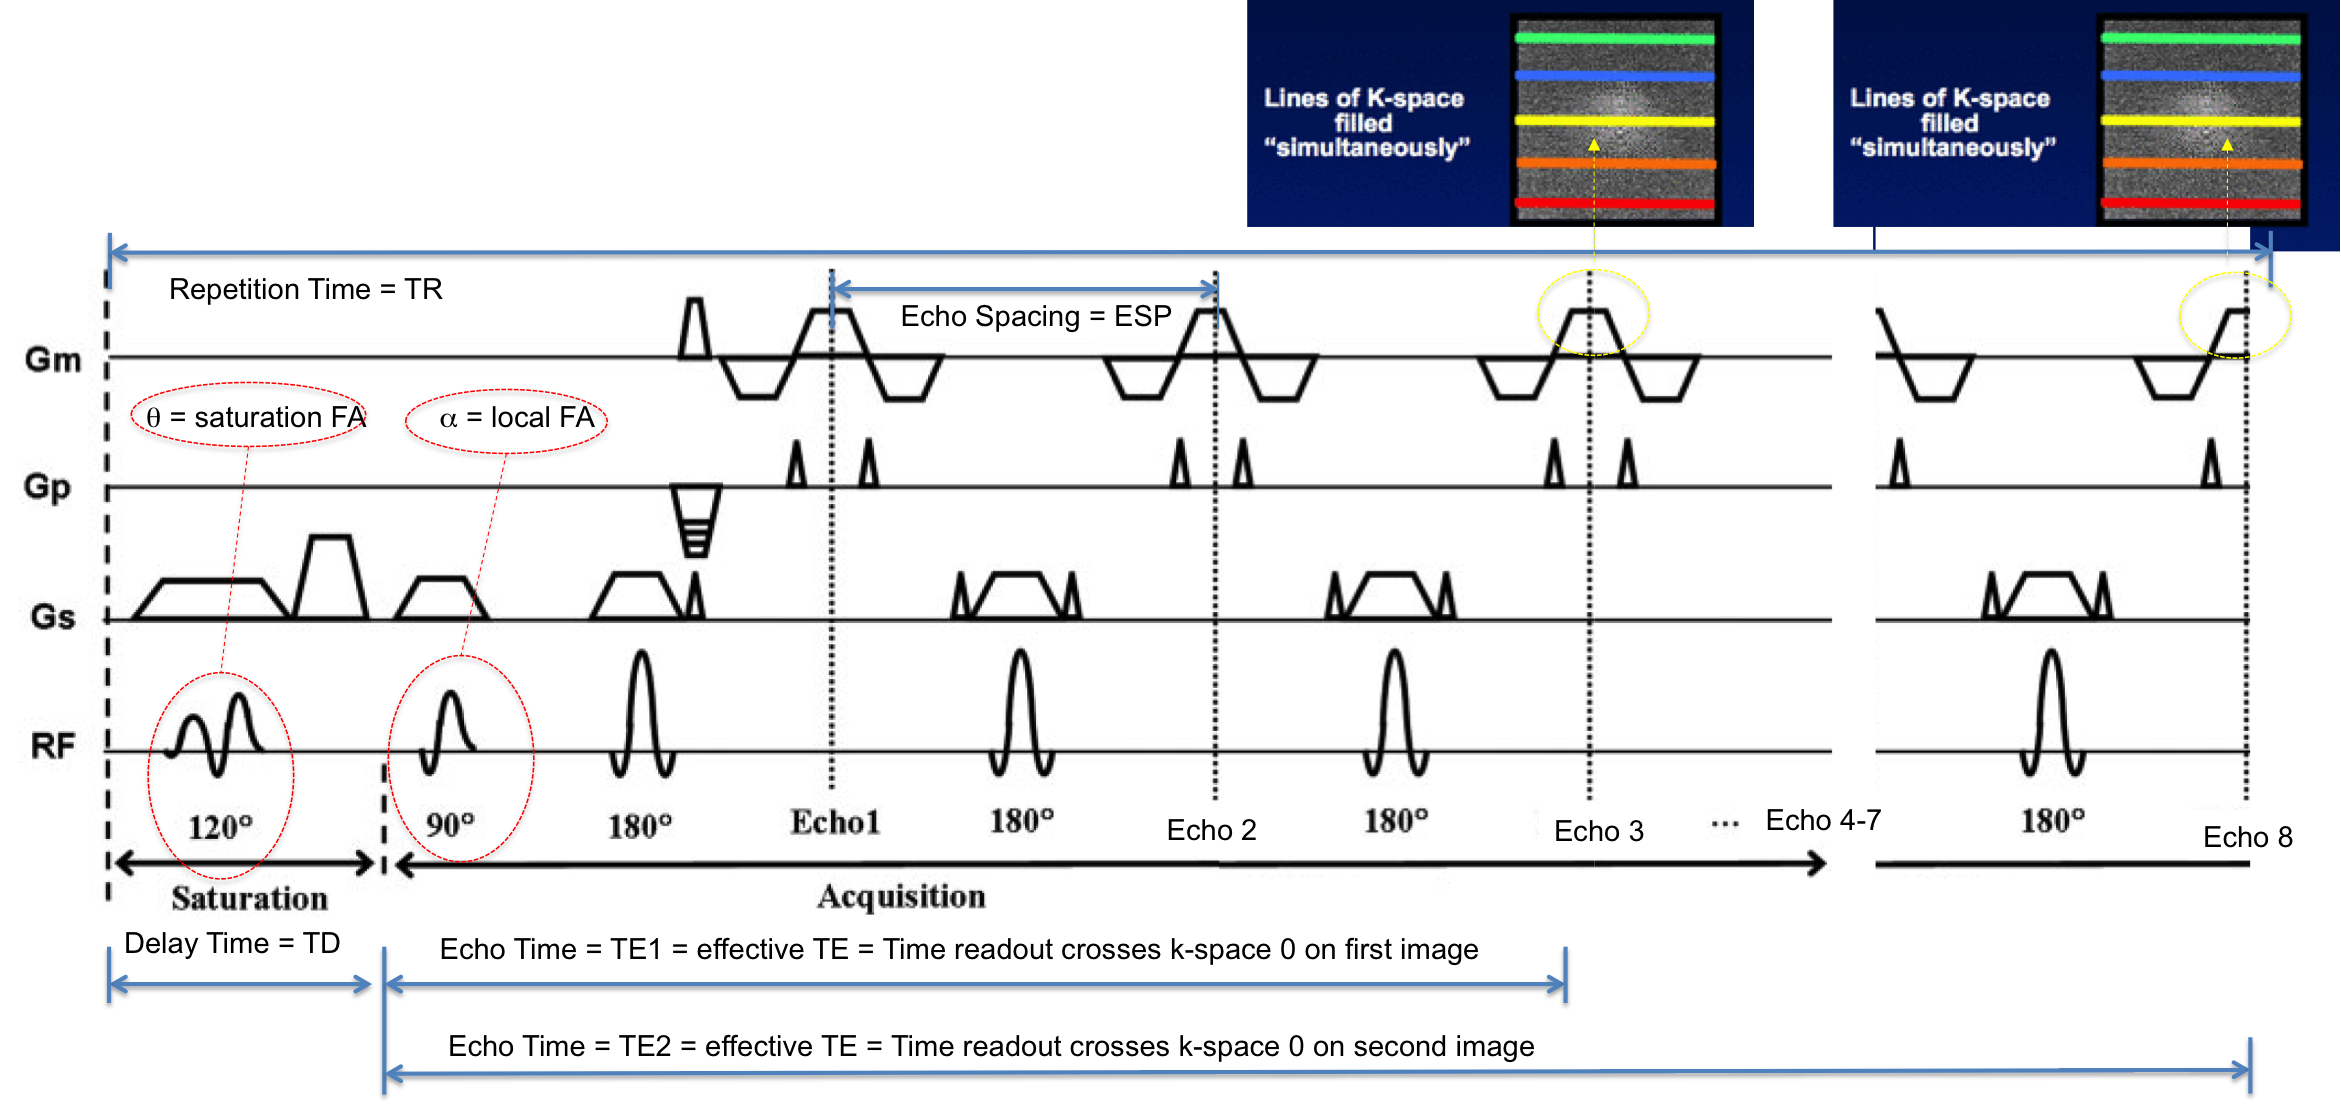 Lines of K-space
filled
“simultaneously”
Lines of K-space
filled
“simultaneously”
Repetition Time = TR
Echo Spacing = ESP
Gm
θ = saturation FA
α = local FA
Gp
Gs
RF
120°
90°
180°
Echo1
180°
Echo 2
180°
Echo 3
... Echo 4-7
180°
Echo 8
Saturation
Acquisition
Delay Time = TD
Echo Time = TE1 = effective TE = Time readout crosses k-space 0 on first image
Echo Time = TE2 = effective TE = Time readout crosses k-space 0 on second image